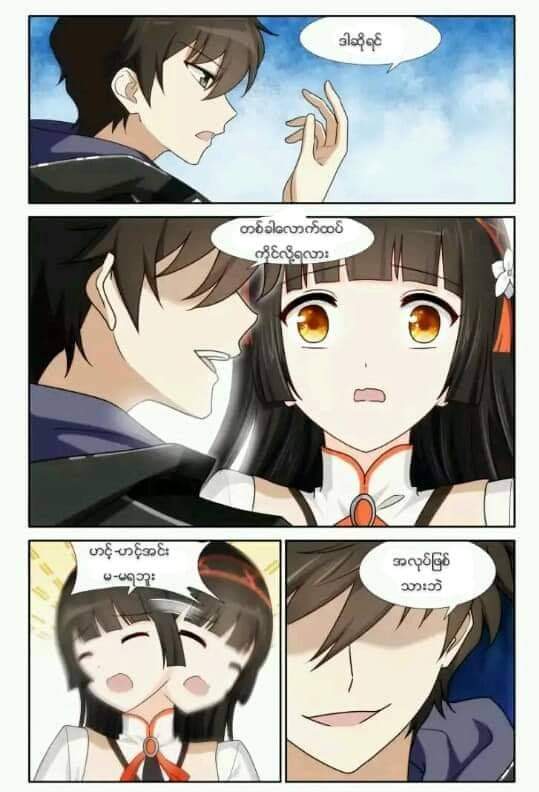 ဒါဆိုရင်
တစ်ခါလောက်ထပ်
ကိုင်လို့ရလား
ဟင့်-ဟင့်အင်း
မ-မရဘူး
အလုပ်ဖြစ်
သားဘဲ